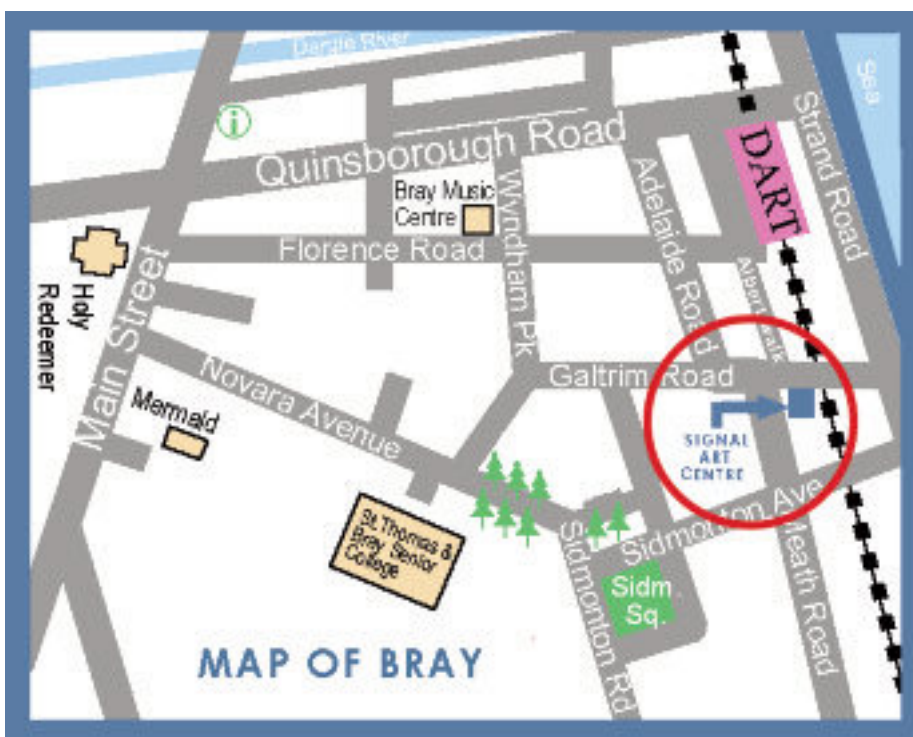 Dargle River
Sea
i
Quinsborough Road
Strand Road
DART
Bray Music
Centre
Wyndham Pk
Adelaide Road
Florence Road
Albert Walk
Holy
Redeemer
Main Street
Galtrim Road
Novara Avenue
Mermaid
SIGNAL
ART
CENTRE
St. Thomas &
Bray Senior
College
Sidmonton Ave
Meath Road
Sidmonton Rd
Sidm
Sq.
MAP OF BRAY